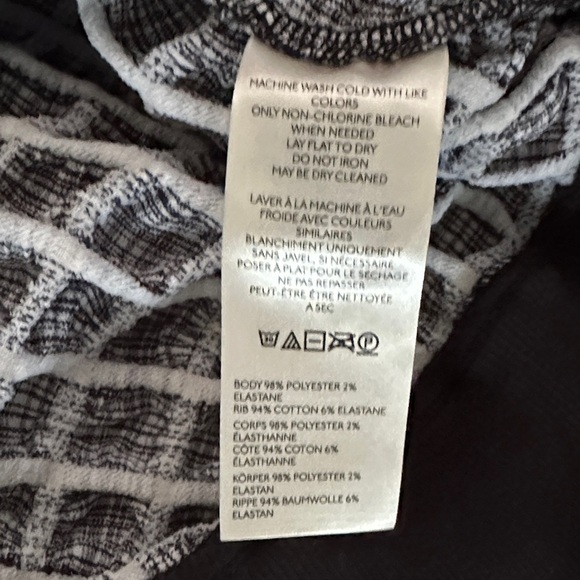 MACHINE WASH COLD WITH LIKE
COLORS
ONLY NON-CHLORINE BLEACH
WHEN NEEDED
LAY FLAT TO DRY
DO NOT IRON
MAY BE DRY CLEANED
LAVER À LA MACHINE À L'EAU
FROIDE AVEC COULEURS
SIMILAIRES
BLANCHIMENT UNIQUEMENT
SANS JAVEL, SI NÉCESSAIRE
POSER À PLAT POUR LE SÉCHAGE
NE PAS REPASSER
PEUT-ÊTRE ÊTRE NETTOYÉE
A SEC
P
BODY 98% POLYESTER 2%
ELASTANE
RIB 94% COTTON 6% ELASTANE
CORPS 98% POLYESTER 2%
ÉLASTHANNE
CÔTE 94% COTON 6%
ÉLASTHANNE
KÖRPER 98% POLYESTER 2%
ELASTAN
RIPPE 94% BAUMWOLLE 6%
ELASTAN